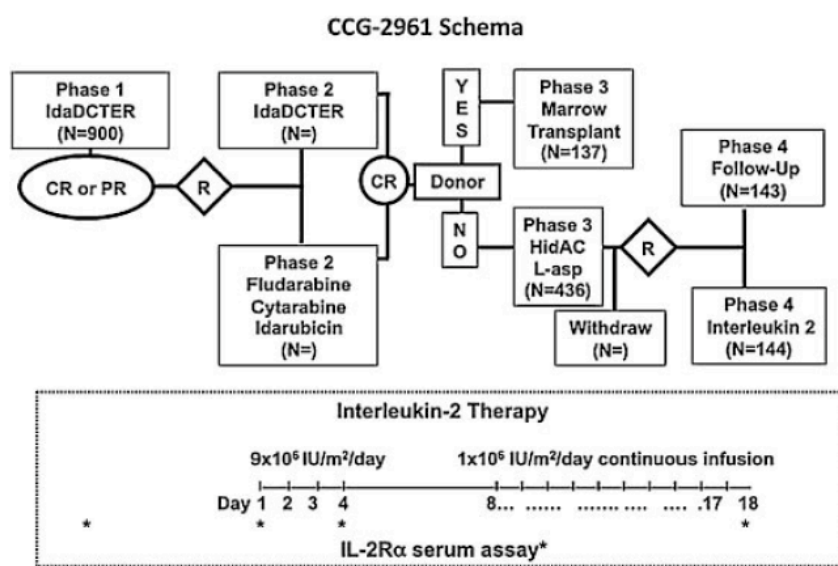 CCG-2961 Schema
Phase 1
IdaDCTER
(N=900)
CR or PR
R
Phase 2
IdaDCTER
(N=)
Phase 2
Fludarabine
Cytarabine
Idarubicin
(N=)
CR
Donor
YES
NO
Phase 3
Marrow
Transplant
(N=137)
Phase 3
HidAC
L-asp
(N=436)
R
Withdraw
(N=)
Phase 4
Follow-Up
(N=143)
Phase 4
Interleukin 2
(N=144)
Interleukin-2 Therapy
9x10⁶ IU/m²/day 1x10⁶ IU/m²/day continuous infusion
Day 1 2 3 4 8... ...... ....... .... .... .17 18
* * * *
IL-2Rα serum assay*